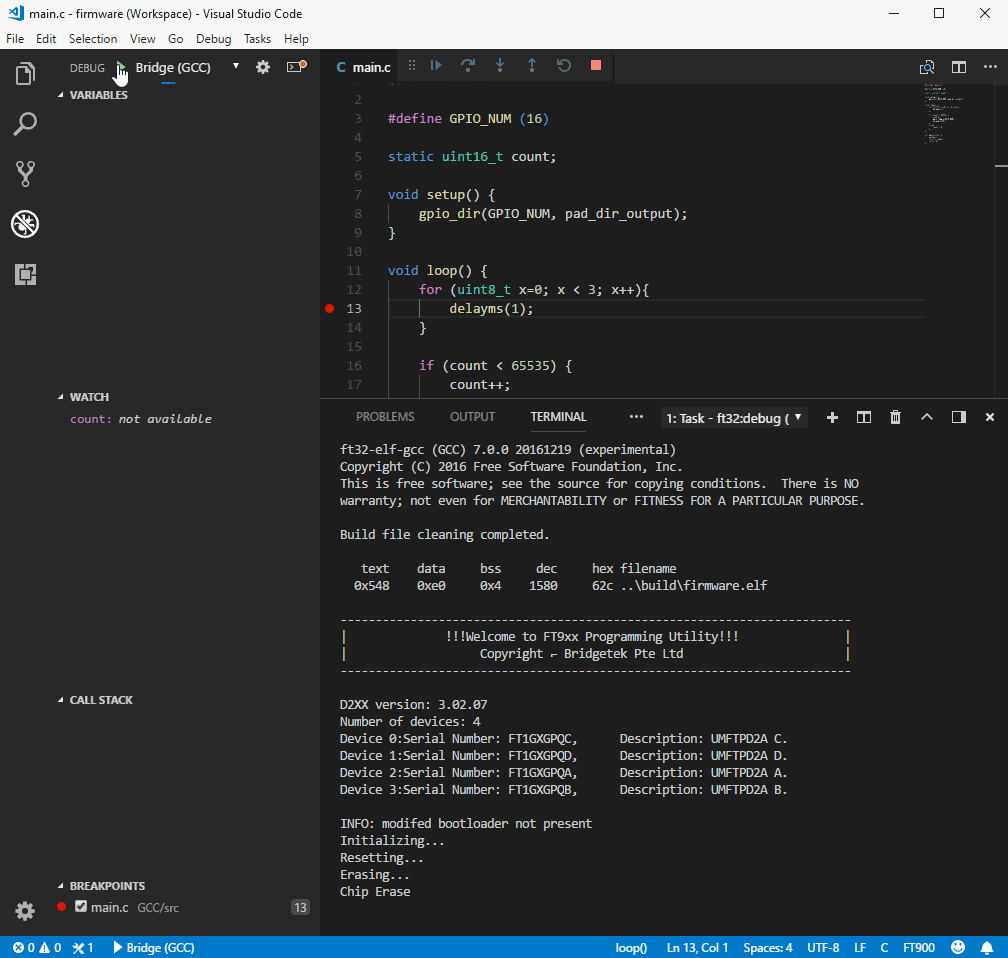 main.c - firmware (Workspace) - Visual Studio Code
File Edit Selection View Go Debug Tasks Help
DEBUG Bridge (GCC)
VARIABLES
WATCH
count: not available
CALL STACK
BREAKPOINTS
main.c GCC/src 13
C main.c
2
3 #define GPIO_NUM (16)
4
5 static uint16_t count;
6
7 void setup() {
8 gpio_dir(GPIO_NUM, pad_dir_output);
9 }
10
11 void loop() {
12 for (uint8_t x=0; x < 3; x++){
13 delayms(1);
14 }
15
16 if (count < 65535) {
17 count++;
PROBLEMS OUTPUT TERMINAL ··· 1: Task - ft32:debug (
ft32-elf-gcc (GCC) 7.0.0 20161219 (experimental)
Copyright (C) 2016 Free Software Foundation, Inc.
This is free software; see the source for copying conditions.  There is NO
warranty; not even for MERCHANTABILITY or FITNESS FOR A PARTICULAR PURPOSE.
Build file cleaning completed.
text data bss dec hex filename
0x548 0xe0 0x4 1580 62c ..\build\firmware.elf
-------------------------------------------------------------------------
| !!!Welcome to FT9xx Programming Utility!!! |
| Copyright ⌐ Bridgetek Pte Ltd |
-------------------------------------------------------------------------
D2XX version: 3.02.07
Number of devices: 4
Device 0:Serial Number: FT1GXGPQC, Description: UMFTPD2A C.
Device 1:Serial Number: FT1GXGPQD, Description: UMFTPD2A D.
Device 2:Serial Number: FT1GXGPQA, Description: UMFTPD2A A.
Device 3:Serial Number: FT1GXGPQB, Description: UMFTPD2A B.
INFO: modifed bootloader not present
Initializing...
Resetting...
Erasing...
Chip Erase
0 0 1 Bridge (GCC) loop() Ln 13, Col 1 Spaces: 4 UTF-8 LF C FT900